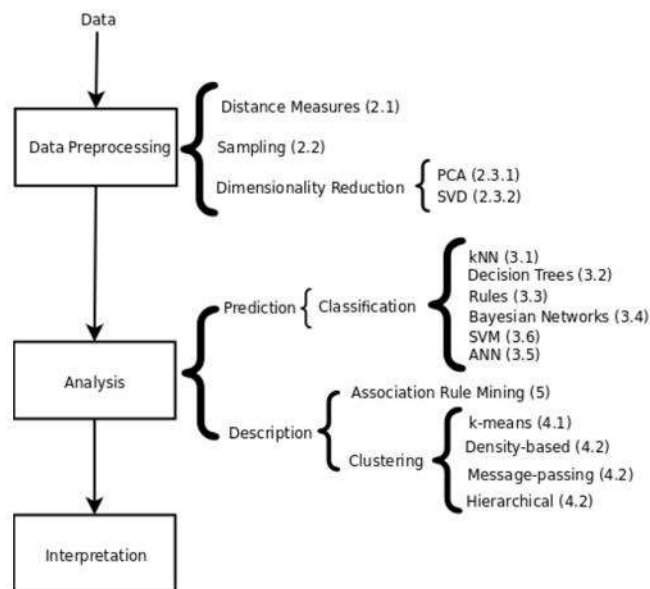 Data
Data Preprocessing
Distance Measures (2.1)
Sampling (2.2)
Dimensionality Reduction
PCA (2.3.1)
SVD (2.3.2)
Analysis
Prediction
Classification
kNN (3.1)
Decision Trees (3.2)
Rules (3.3)
Bayesian Networks (3.4)
SVM (3.6)
ANN (3.5)
Description
Association Rule Mining (5)
Clustering
k-means (4.1)
Density-based (4.2)
Message-passing (4.2)
Hierarchical (4.2)
Interpretation